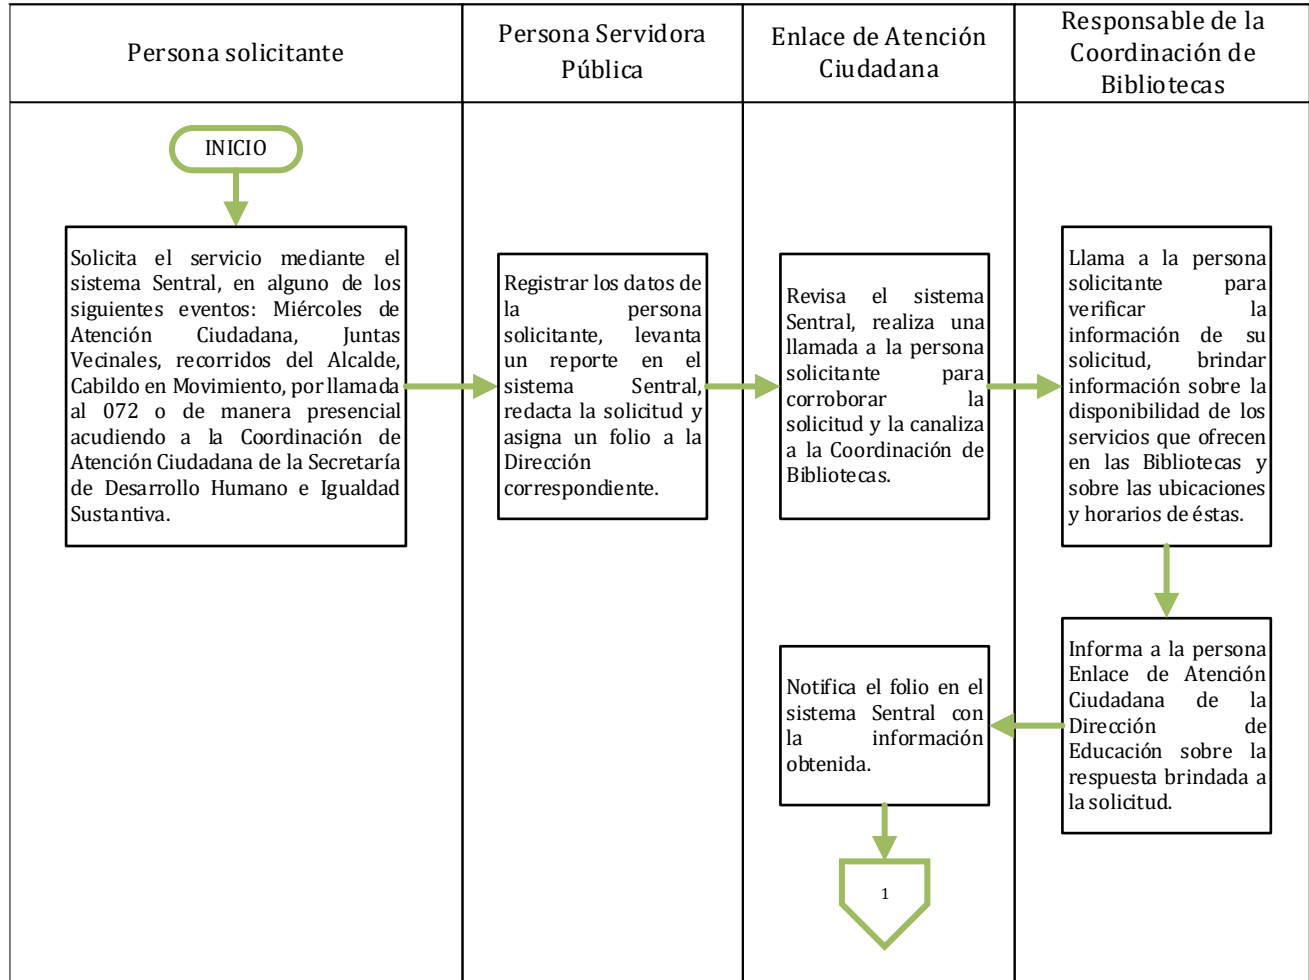 Persona solicitante
Persona Servidora
Pública
Enlace de Atención
Ciudadana
Responsable de la
Coordinación de
Bibliotecas
INICIO
Solicita el servicio mediante el
sistema Sentral, en alguno de los
siguientes eventos: Miércoles de
Atención Ciudadana, Juntas
Vecinales, recorridos del Alcalde,
Cabildo en Movimiento, por llamada
al 072 o de manera presencial
acudiendo a la Coordinación de
Atención Ciudadana de la Secretaría
de Desarrollo Humano e Igualdad
Sustantiva.
Registrar los datos de
la persona
solicitante, levanta
un reporte en el
sistema Sentral,
redacta la solicitud y
asigna un folio a la
Dirección
correspondiente.
Revisa el sistema
Sentral, realiza una
llamada a la persona
solicitante para
corroborar la
solicitud y la canaliza
a la Coordinación de
Bibliotecas.
Llama a la persona
solicitante para
verificar la
información de su
solicitud, brindar
información sobre la
disponibilidad de los
servicios que ofrecen
en las Bibliotecas y
sobre las ubicaciones
y horarios de éstas.
Informa a la persona
Enlace de Atención
Ciudadana de la
Dirección de
Educación sobre la
respuesta brindada a
la solicitud.
Notifica el folio en el
sistema Sentral con
la información
obtenida.
1